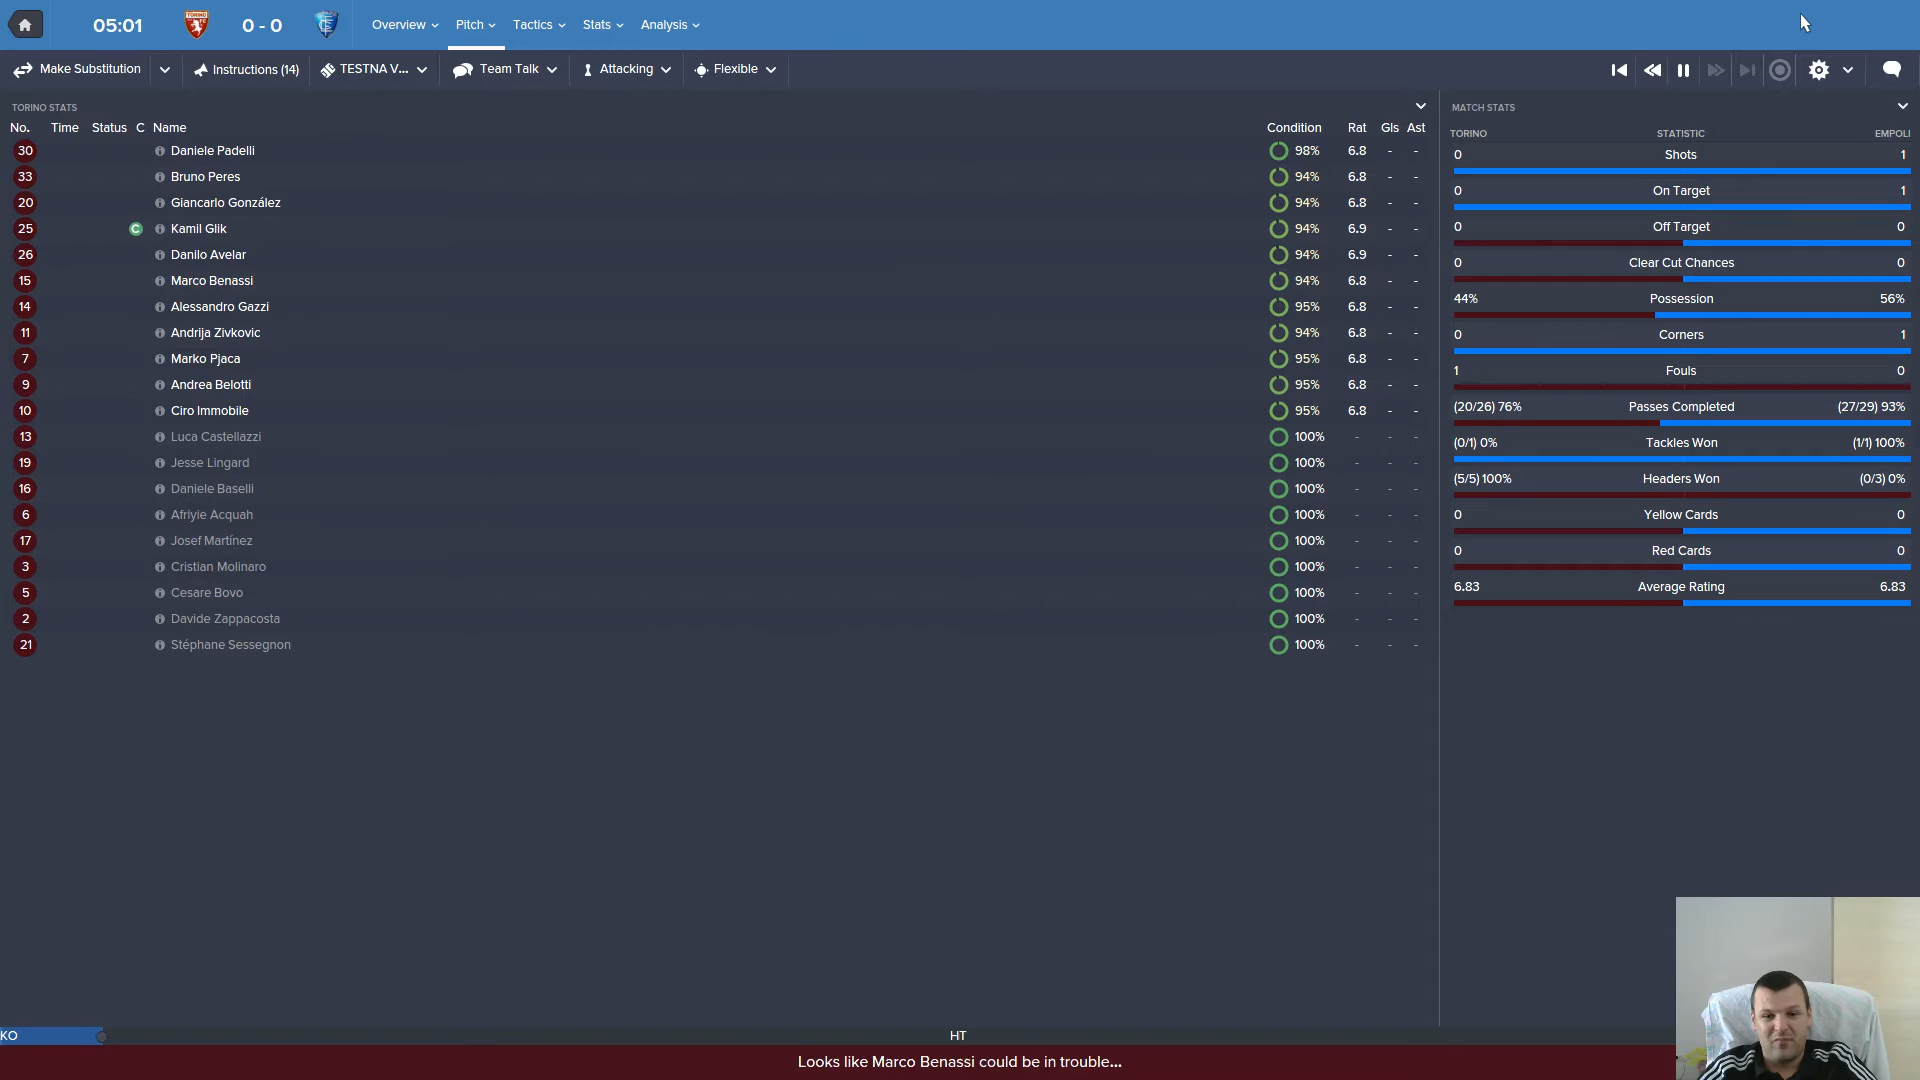 05:01 0 - 0 Overview Pitch Tactics Stats Analysis
Make Substitution Instructions (14) TESTNA V... Team Talk Attacking Flexible
TORINO STATS
No. Time Status C Name Condition Rat Gls Ast
30 Daniele Padelli 98% 6.8 - -
33 Bruno Peres 94% 6.8 - -
20 Giancarlo González 94% 6.8 - -
25 C Kamil Glik 94% 6.9 - -
26 Danilo Avelar 94% 6.9 - -
15 Marco Benassi 94% 6.8 - -
14 Alessandro Gazzi 95% 6.8 - -
11 Andrija Zivkovic 94% 6.8 - -
7 Marko Pjaca 95% 6.8 - -
9 Andrea Belotti 95% 6.8 - -
10 Ciro Immobile 95% 6.8 - -
13 Luca Castellazzi 100% - - -
19 Jesse Lingard 100% - - -
16 Daniele Baselli 100% - - -
6 Afriyie Acquah 100% - - -
17 Josef Martínez 100% - - -
3 Cristian Molinaro 100% - - -
5 Cesare Bovo 100% - - -
2 Davide Zappacosta 100% - - -
21 Stéphane Sessegnon 100% - - -
MATCH STATS
TORINO STATISTIC EMPOLI
0 Shots 1
0 On Target 1
0 Off Target 0
0 Clear Cut Chances 0
44% Possession 56%
0 Corners 1
1 Fouls 0
(20/26) 76% Passes Completed (27/29) 93%
(0/1) 0% Tackles Won (1/1) 100%
(5/5) 100% Headers Won (0/3) 0%
0 Yellow Cards 0
0 Red Cards 0
6.83 Average Rating 6.83
KO HT
Looks like Marco Benassi could be in trouble...